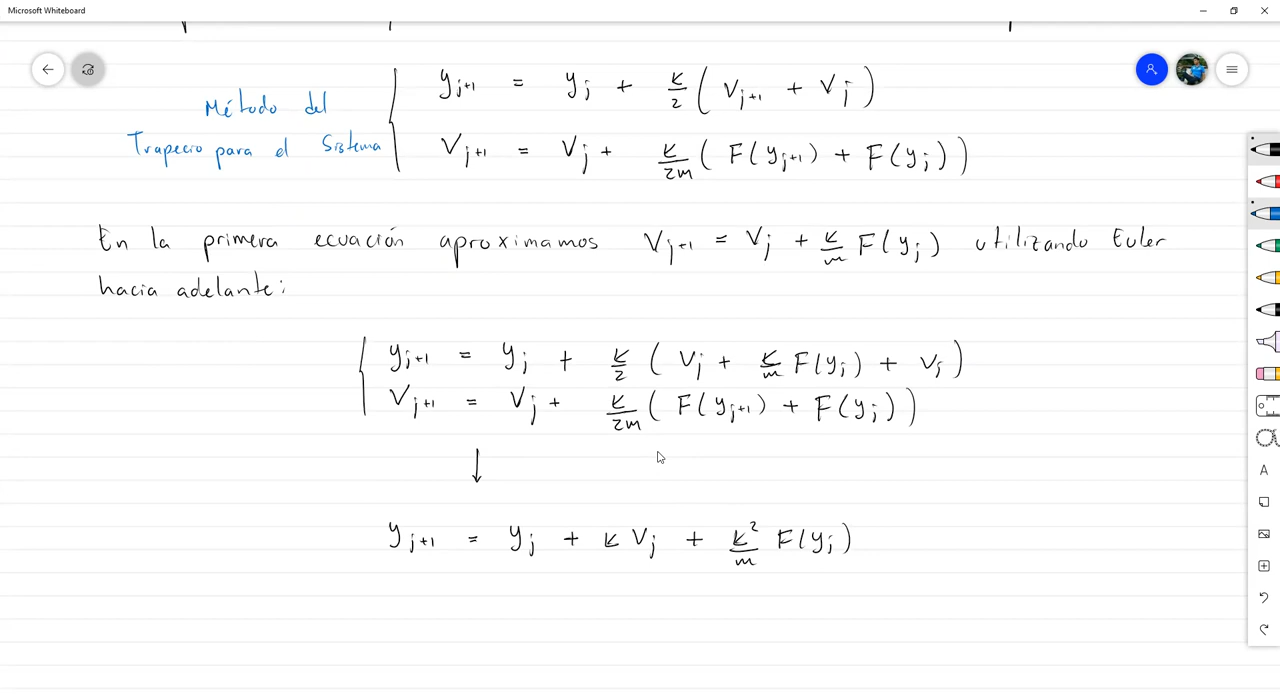 Microsoft Whiteboard
Método del
Trapecio para el Sistema
y_{j+1} = y_j + k/2 ( V_{j+1} + V_j )
V_{j+1} = V_j + k/2m ( F(y_{j+1}) + F(y_j) )
En la primera ecuación aproximamos V_{j+1} = V_j + k/m F(y_j) utilizando Euler
hacia adelante:
y_{j+1} = y_j + k/2 ( V_j + k/m F(y_j) + V_j )
V_{j+1} = V_j + k/2m ( F(y_{j+1}) + F(y_j) )
↓
y_{j+1} = y_j + k V_j + k²/m F(y_j)